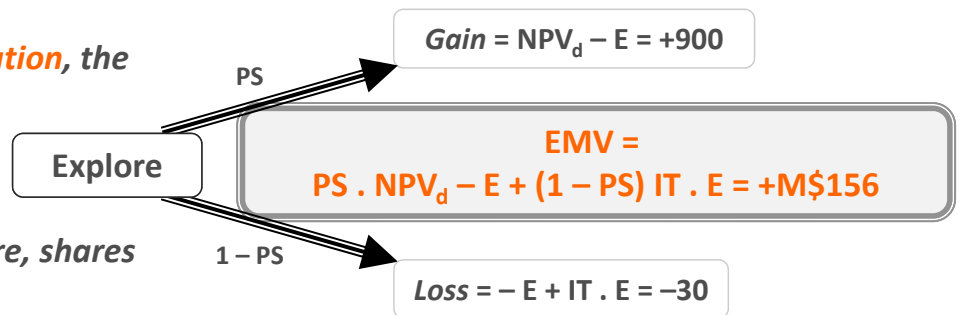 Gain = NPVd – E = +900
ation, the
PS
EMV =
Explore
PS . NPVd – E + (1 – PS) IT . E = +M$156
re, shares
1 – PS
Loss = – E + IT . E = –30